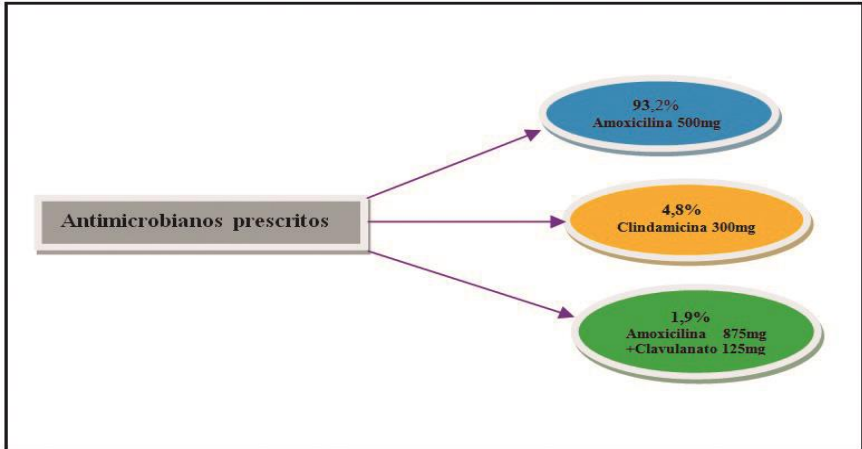 Antimicrobianos prescritos
93,2%
Amoxicilina 500mg
4,8%
Clindamicina 300mg
1,9%
Amoxicilina 875mg
+Clavulanato 125mg